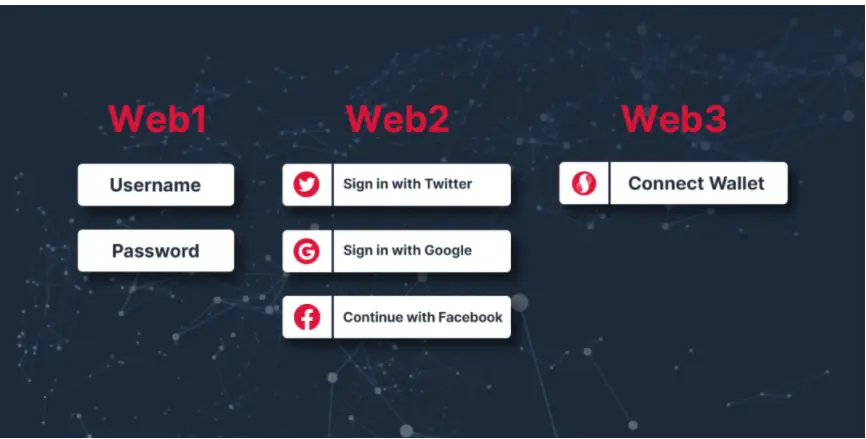 Web1
Username
Password
Web2
Sign in with Twitter
Sign in with Google
Continue with Facebook
Web3
Connect Wallet